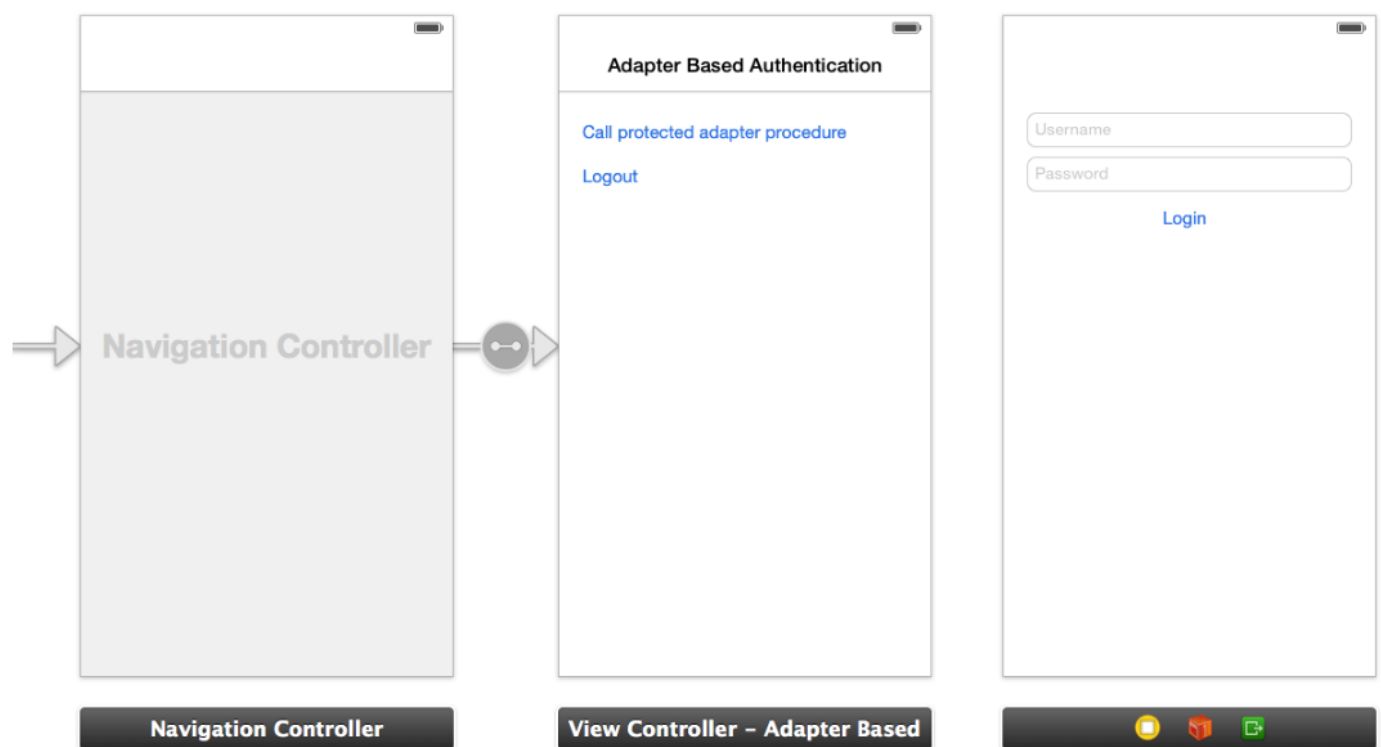 Navigation Controller
Navigation Controller
Adapter Based Authentication
Call protected adapter procedure
Logout
View Controller – Adapter Based
Username
Password
Login